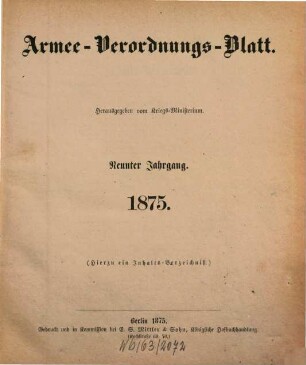 Armee-Verordnungs-Blatt.
Herausgegeben vom Kriegs-Ministerium.
Neunter Jahrgang.
1875.
(Hierzu ein Inhalts-Verzeichniß)
Berlin 1875.
Gedruckt und in Commission bei E. S. Mittler & Sohn, Königliche Hofbuchhandlung.